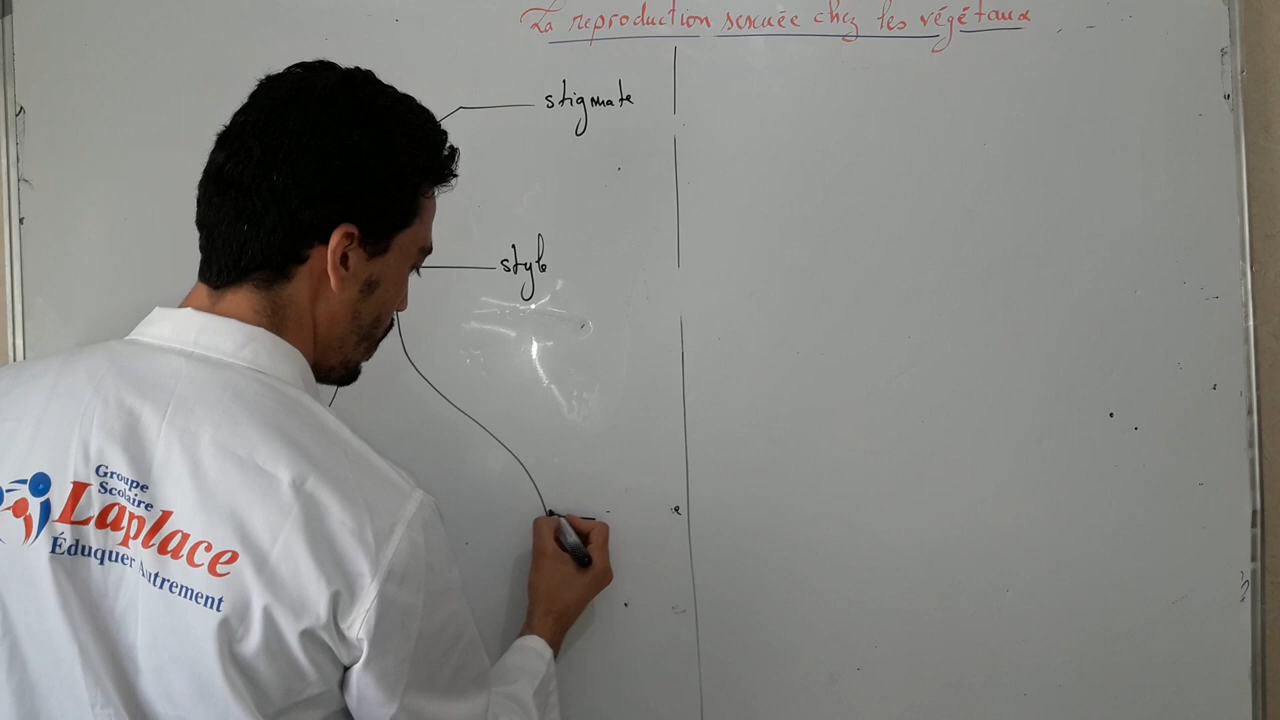 La reproduction sexuée chez les végétaux
stigmate
style
Groupe
Scolaire
Laplace
Éduquer Autrement